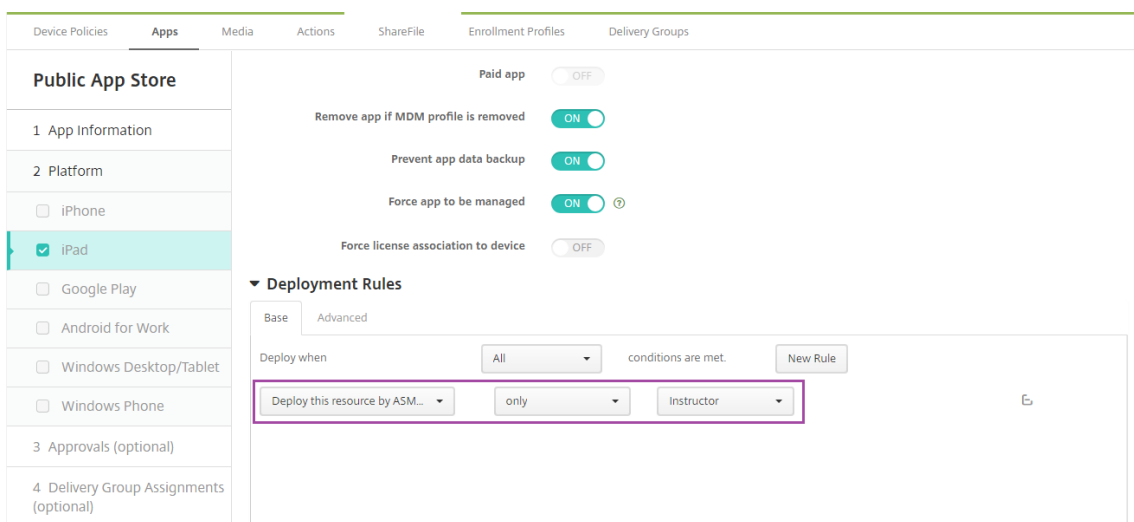 Device Policies Apps Media Actions ShareFile Enrollment Profiles Delivery Groups
Public App Store
1 App Information
2 Platform
iPhone
iPad
Google Play
Android for Work
Windows Desktop/Tablet
Windows Phone
3 Approvals (optional)
4 Delivery Group Assignments
(optional)
Paid app OFF
Remove app if MDM profile is removed ON
Prevent app data backup ON
Force app to be managed ON ?
Force license association to device OFF
Deployment Rules
Base Advanced
Deploy when All conditions are met. New Rule
Deploy this resource by ASM... only Instructor